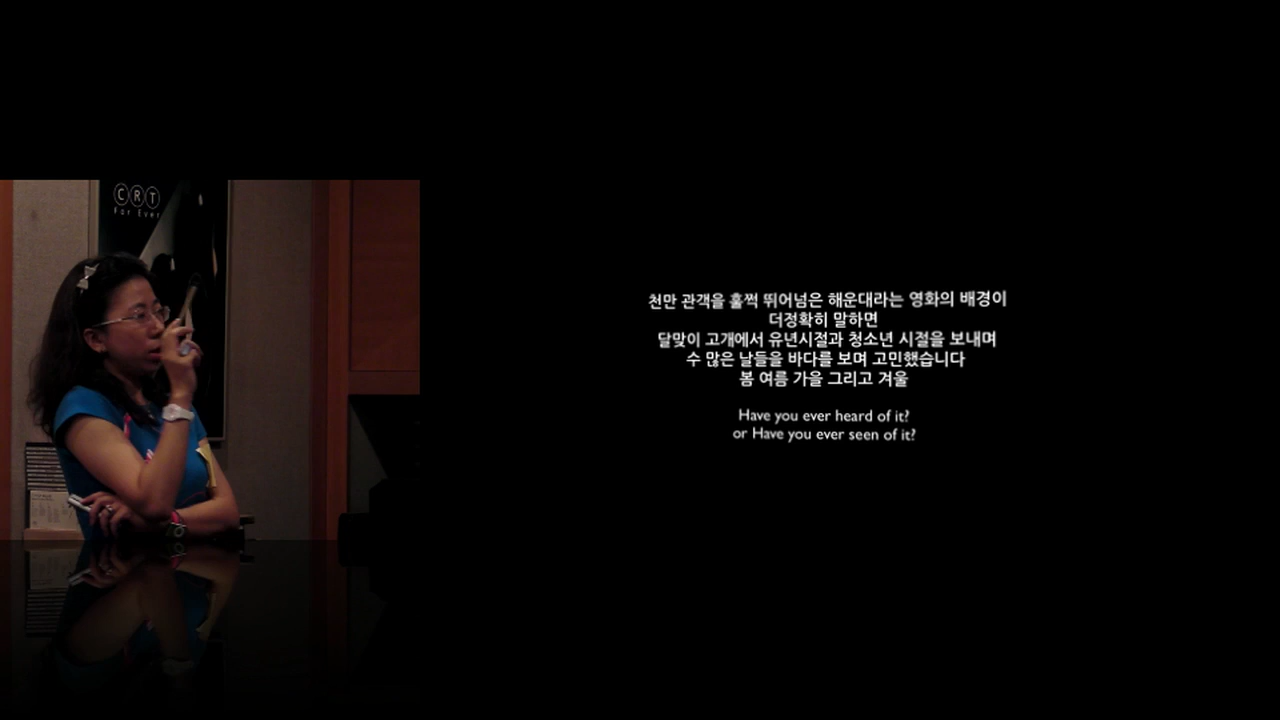 CRT
For Ever
천만 관객을 훌쩍 뛰어넘은 해운대라는 영화의 배경이
더정확히 말하면
달맞이 고개에서 유년시절과 청소년 시절을 보내며
수 많은 날들을 바다를 보며 고민했습니다
봄 여름 가을 그리고 겨울
Have you ever heard of it?
or Have you ever seen of it?